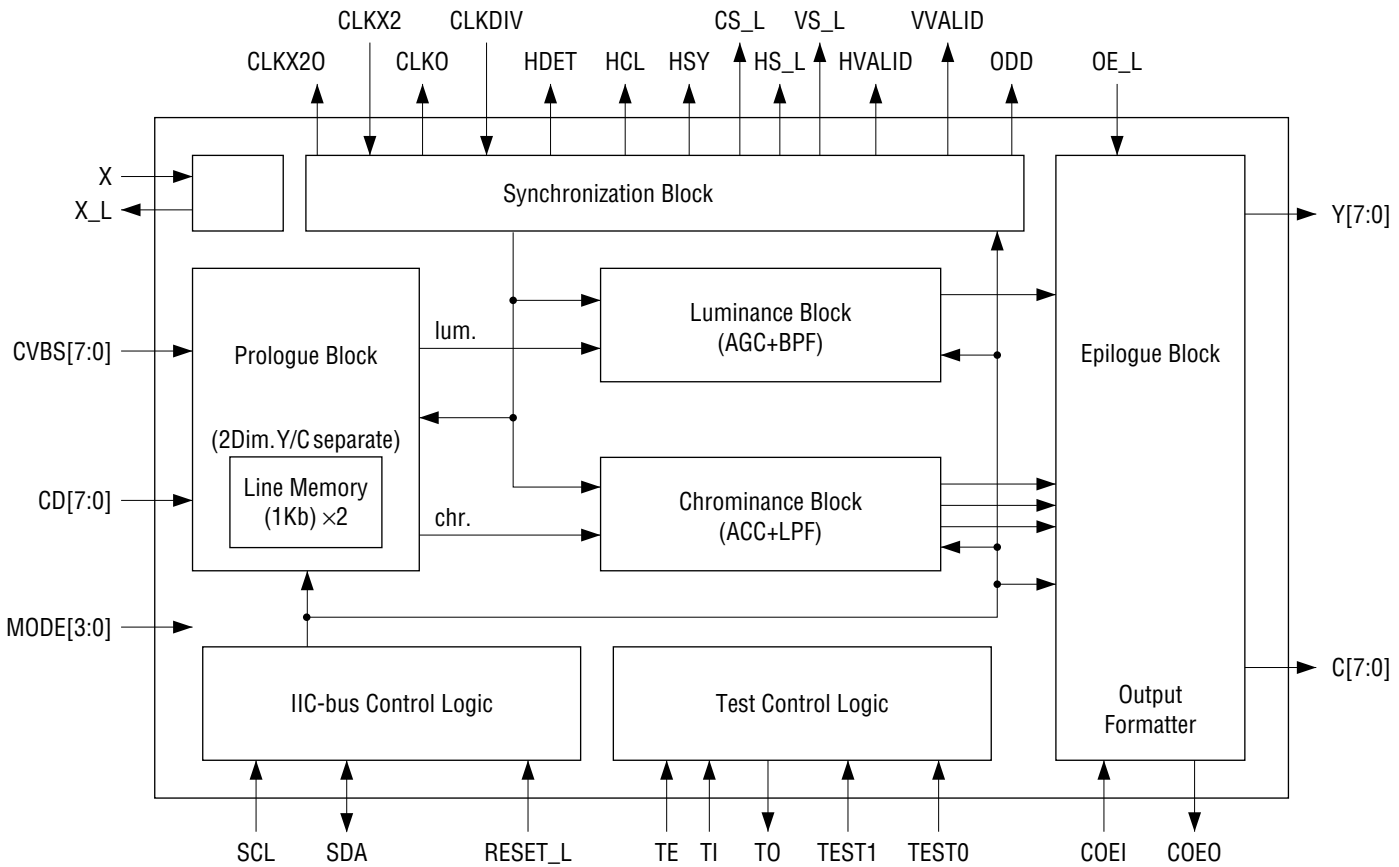 CLKX2 CLKDIV CS_L VS_L VVALID
CLKX2O CLKO HDET HCL HSY HS_L HVALID ODD OE_L
X
X_L
Synchronization Block
Y[7:0]
Luminance Block
(AGC+BPF)
lum.
CVBS[7:0]
Prologue Block
Epilogue Block
(2Dim. Y/C separate)
Line Memory
(1Kb) ×2
CD[7:0]
chr.
Chrominance Block
(ACC+LPF)
MODE[3:0]
C[7:0]
IIC-bus Control Logic
Test Control Logic
Output
Formatter
SCL SDA RESET_L TE TI TO TEST1 TEST0 COEI COEO